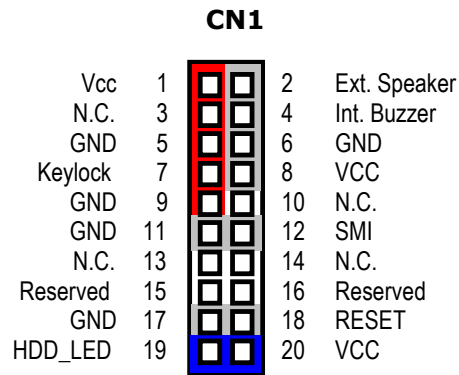 CN1
Vcc 1 2 Ext. Speaker
N.C. 3 4 Int. Buzzer
GND 5 6 GND
Keylock 7 8 VCC
GND 9 10 N.C.
GND 11 12 SMI
N.C. 13 14 N.C.
Reserved 15 16 Reserved
GND 17 18 RESET
HDD_LED 19 20 VCC